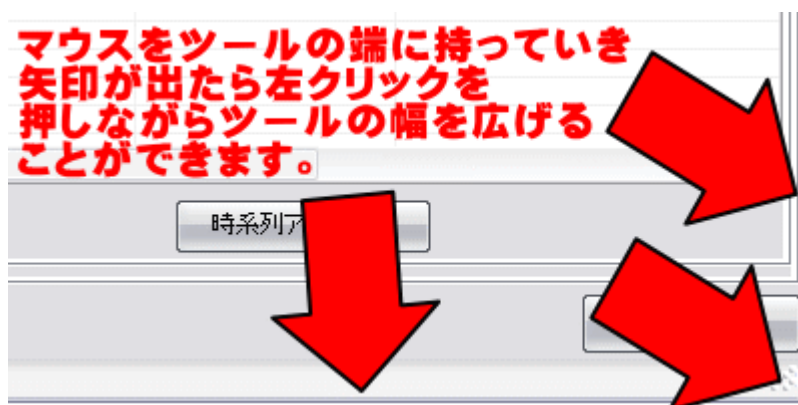 マウスをツールの端に持っていき
矢印が出たら左クリックを
押しながらツールの幅を広げる
ことができます。
時系列ア